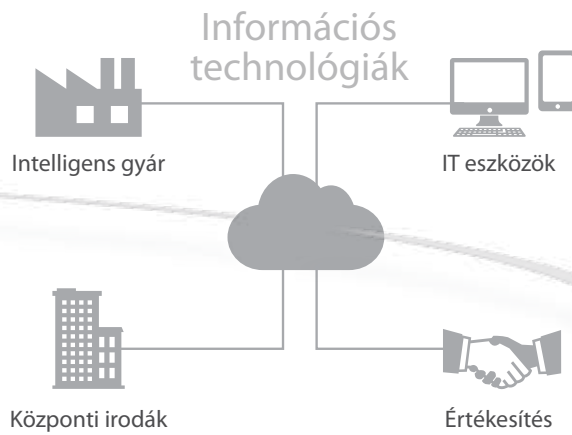 Információs
technológiák
Intelligens gyár
IT eszközök
Központi irodák
Értékesítés